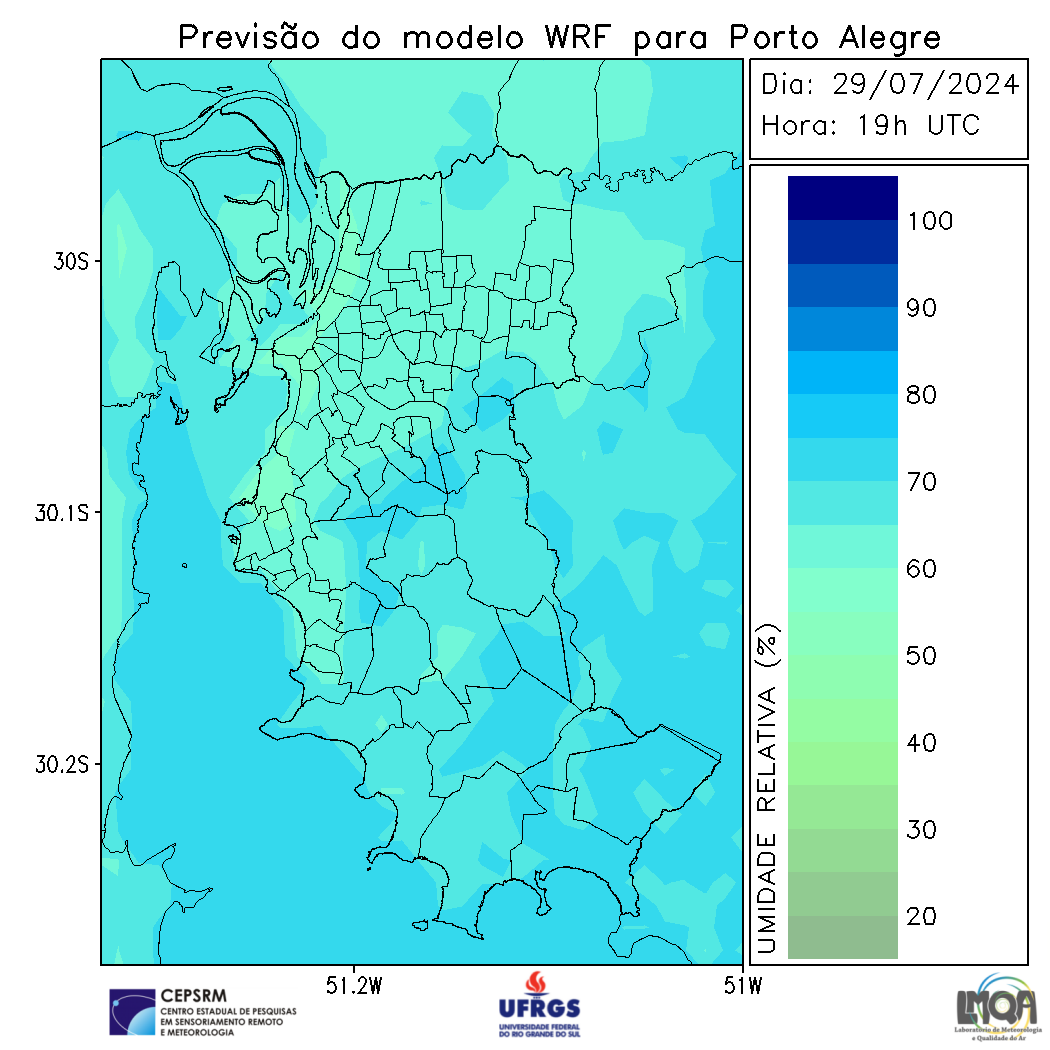 Previsão do modelo WRF para Porto Alegre
Dia: 29/07/2024
Hora: 19h UTC
100
90
80
70
60
50
40
30
20
UMIDADE RELATIVA (%)
30S
30.1S
30.2S
51.2W
51W
CEPSRM
CENTRO ESTADUAL DE PESQUISAS
EM SENSORIAMENTO REMOTO
E METEOROLOGIA
UFRGS
UNIVERSIDADE FEDERAL
DO RIO GRANDE DO SUL
LMQA
Laboratório de Meteorologia
e Qualidade do Ar